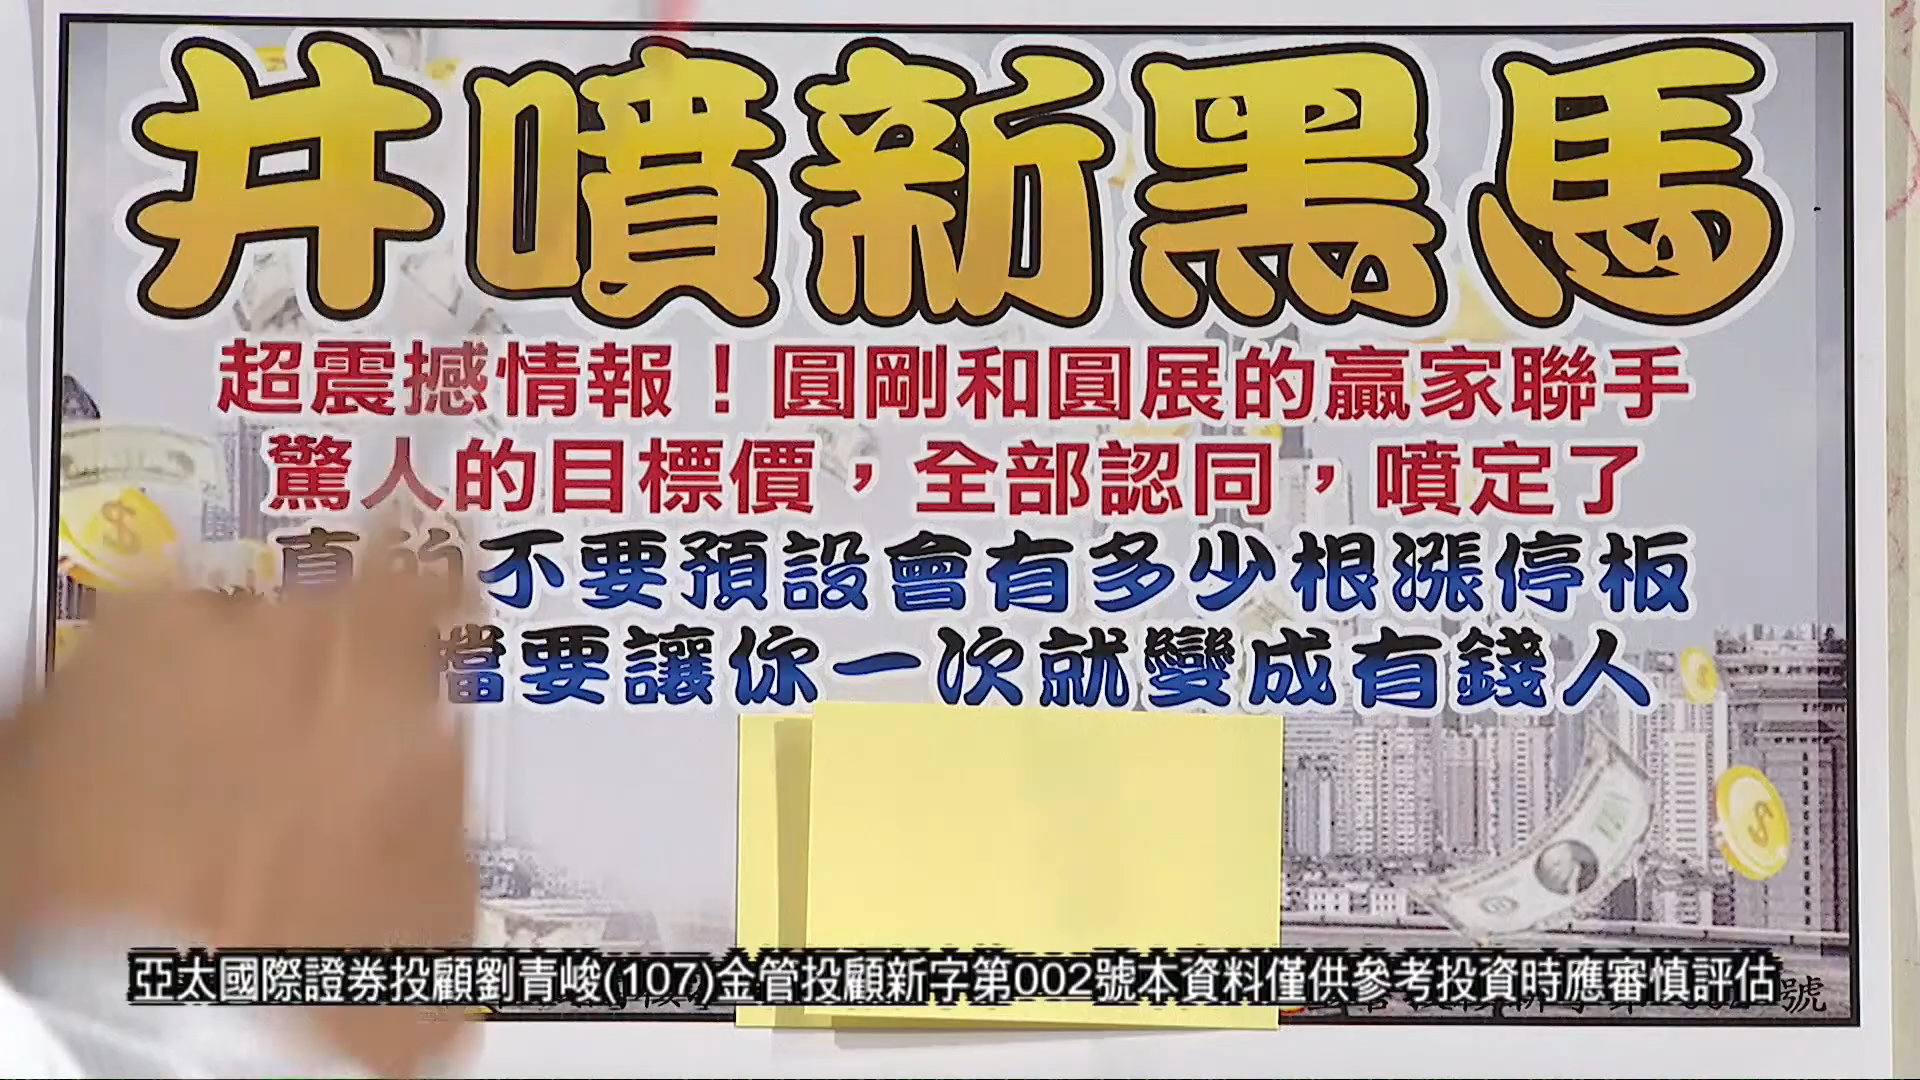 井噴新黑馬
超震撼情報！圓剛和圓展的贏家聯手
驚人的目標價，全部認同，噴定了
真的不要預設會有多少根漲停板
檔要讓你一次就變成有錢人
亞太國際證券投顧劉青峻(107)金管投顧新字第002號本資料僅供參考投資時應審慎評估
號